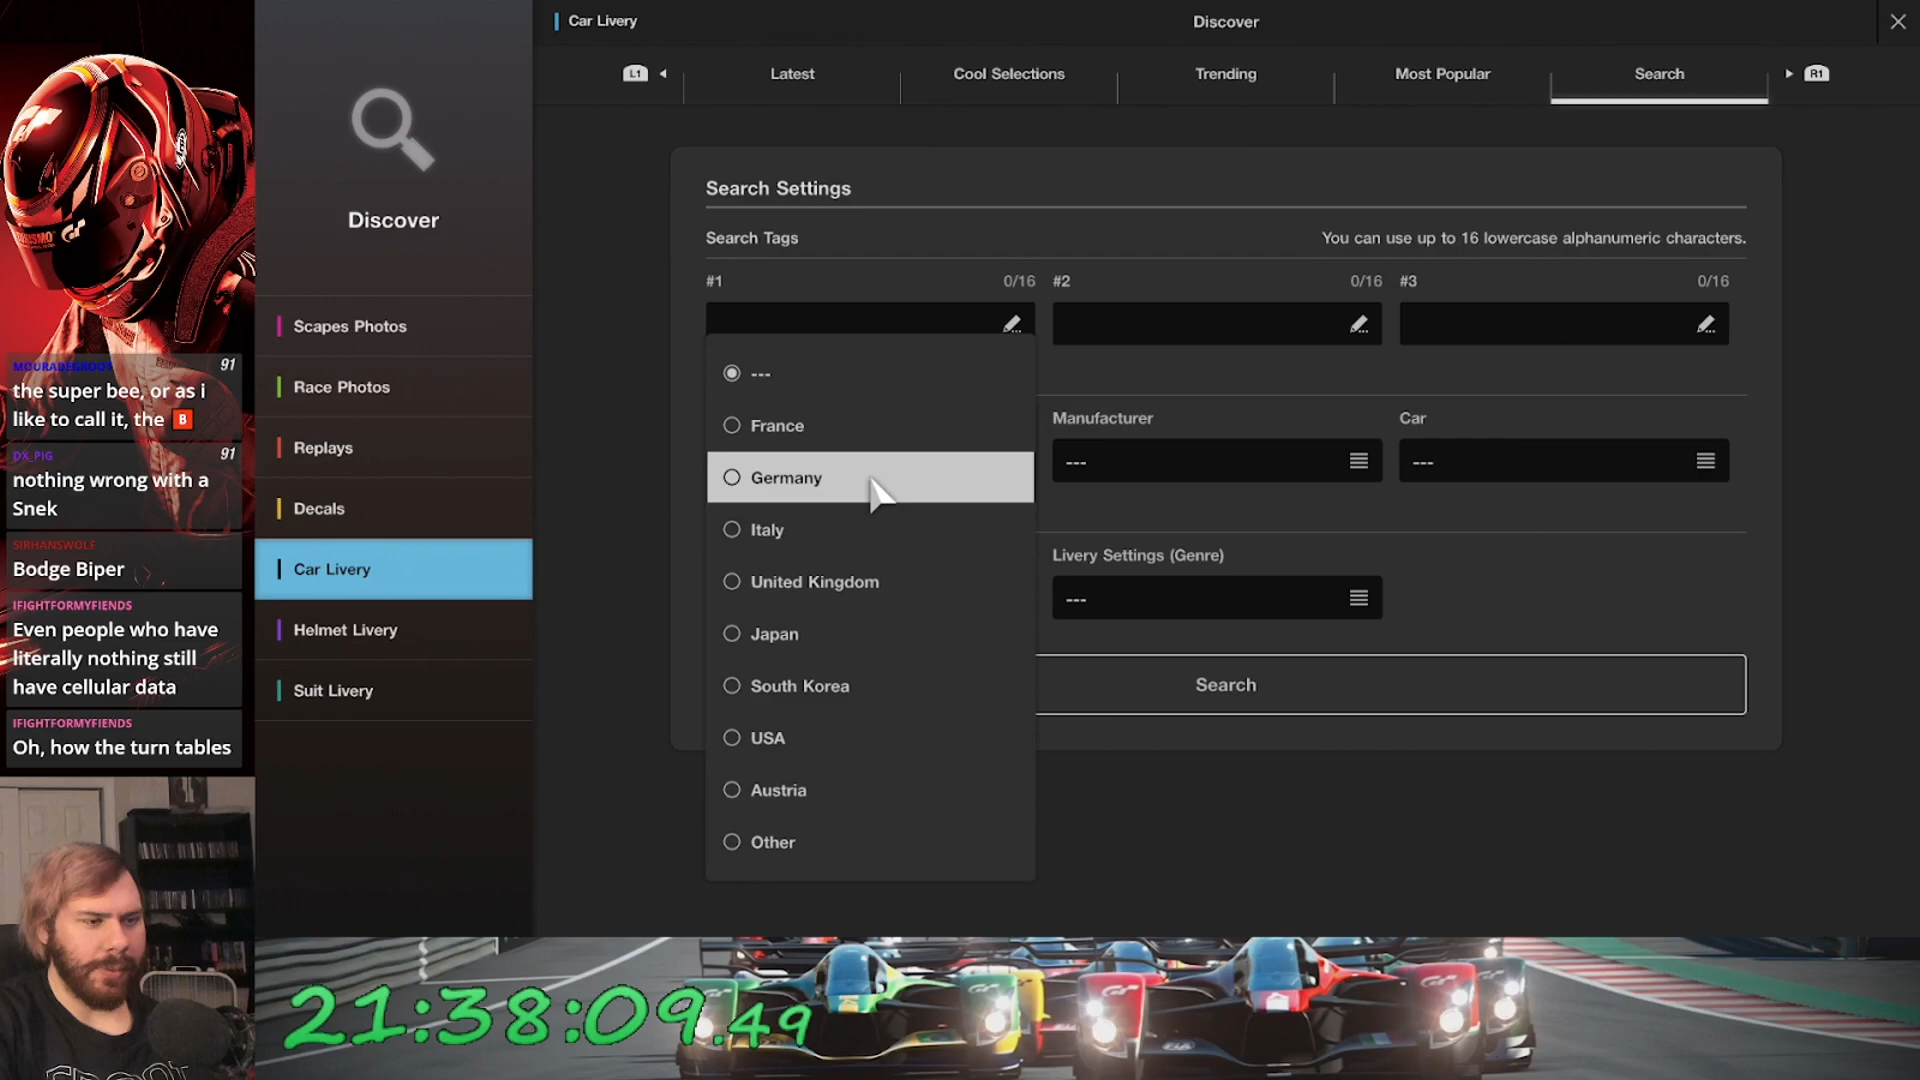 Car Livery
Discover
L1
Latest
Cool Selections
Trending
Most Popular
Search
R1
Discover
Scapes Photos
Race Photos
Replays
Decals
Car Livery
Helmet Livery
Suit Livery
Search Settings
Search Tags
You can use up to 16 lowercase alphanumeric characters.
#1
0/16
#2
0/16
#3
0/16
---
France
Germany
Italy
United Kingdom
Japan
South Korea
USA
Austria
Other
Manufacturer
---
Car
---
Livery Settings (Genre)
---
Search
MOURADEGROOT
91
the super bee, or as i
like to call it, the B
DX_PIG
91
nothing wrong with a
Snek
SIRHANSWOLF
Bodge Biper
IFIGHTFORMYFIENDS
Even people who have
literally nothing still
have cellular data
IFIGHTFORMYFIENDS
Oh, how the turn tables
21:38:09.49